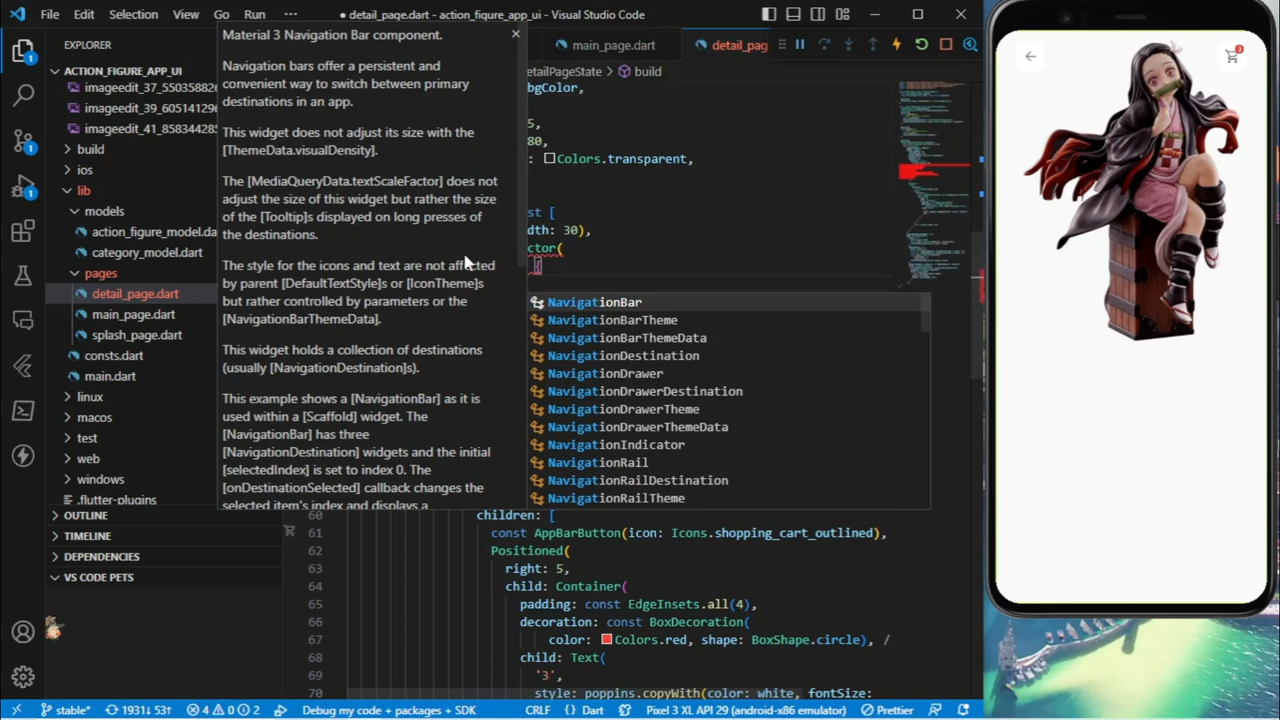 File Edit Selection View Go Run ··· ● detail_page.dart - action_figure_app_ui - Visual Studio Code
EXPLORER
ACTION_FIGURE_APP_UI
imageedit_37_55035882
imageedit_39_60514129
imageedit_41_85834428
build
ios
lib
models
action_figure_model.da
category_model.dart
pages
detail_page.dart
main_page.dart
splash_page.dart
consts.dart
main.dart
linux
macos
test
web
windows
.flutter-plugins
OUTLINE
TIMELINE
DEPENDENCIES
VS CODE PETS
Material 3 Navigation Bar component.
Navigation bars offer a persistent and
convenient way to switch between primary
destinations in an app.
This widget does not adjust its size with the
[ThemeData.visualDensity].
The [MediaQueryData.textScaleFactor] does not
adjust the size of this widget but rather the size
of the [Tooltip]s displayed on long presses of
the destinations.
The style for the icons and text are not affected
by parent [DefaultTextStyle]s or [IconTheme]s
but rather controlled by parameters or the
[NavigationBarThemeData].
This widget holds a collection of destinations
(usually [NavigationDestination]s).
This example shows a [NavigationBar] as it is
used within a [Scaffold] widget. The
[NavigationBar] has three
[NavigationDestination] widgets and the initial
[selectedIndex] is set to index 0. The
[onDestinationSelected] callback changes the
selected item's index and displays a
main_page.dart detail_pag
etailPageState build
bgColor,
5,
80,
: Colors.transparent,
st [
dth: 30),
ctor(
{
NavigationBar
NavigationBarTheme
NavigationBarThemeData
NavigationDestination
NavigationDrawer
NavigationDrawerDestination
NavigationDrawerTheme
NavigationDrawerThemeData
NavigationIndicator
NavigationRail
NavigationRailDestination
NavigationRailTheme
60 children: [
61 const AppBarButton(icon: Icons.shopping_cart_outlined),
62 Positioned(
63 right: 5,
64 child: Container(
65 padding: const EdgeInsets.all(4),
66 decoration: const BoxDecoration(
67 color: Colors.red, shape: BoxShape.circle), /
68 child: Text(
69 '3',
70 style: poppins.copyWith(color: white, fontSize:
stable* 1931↓ 53↑ 4 0 2 Debug my code + packages + SDK CRLF {} Dart Pixel 3 XL API 29 (android-x86 emulator) Prettier